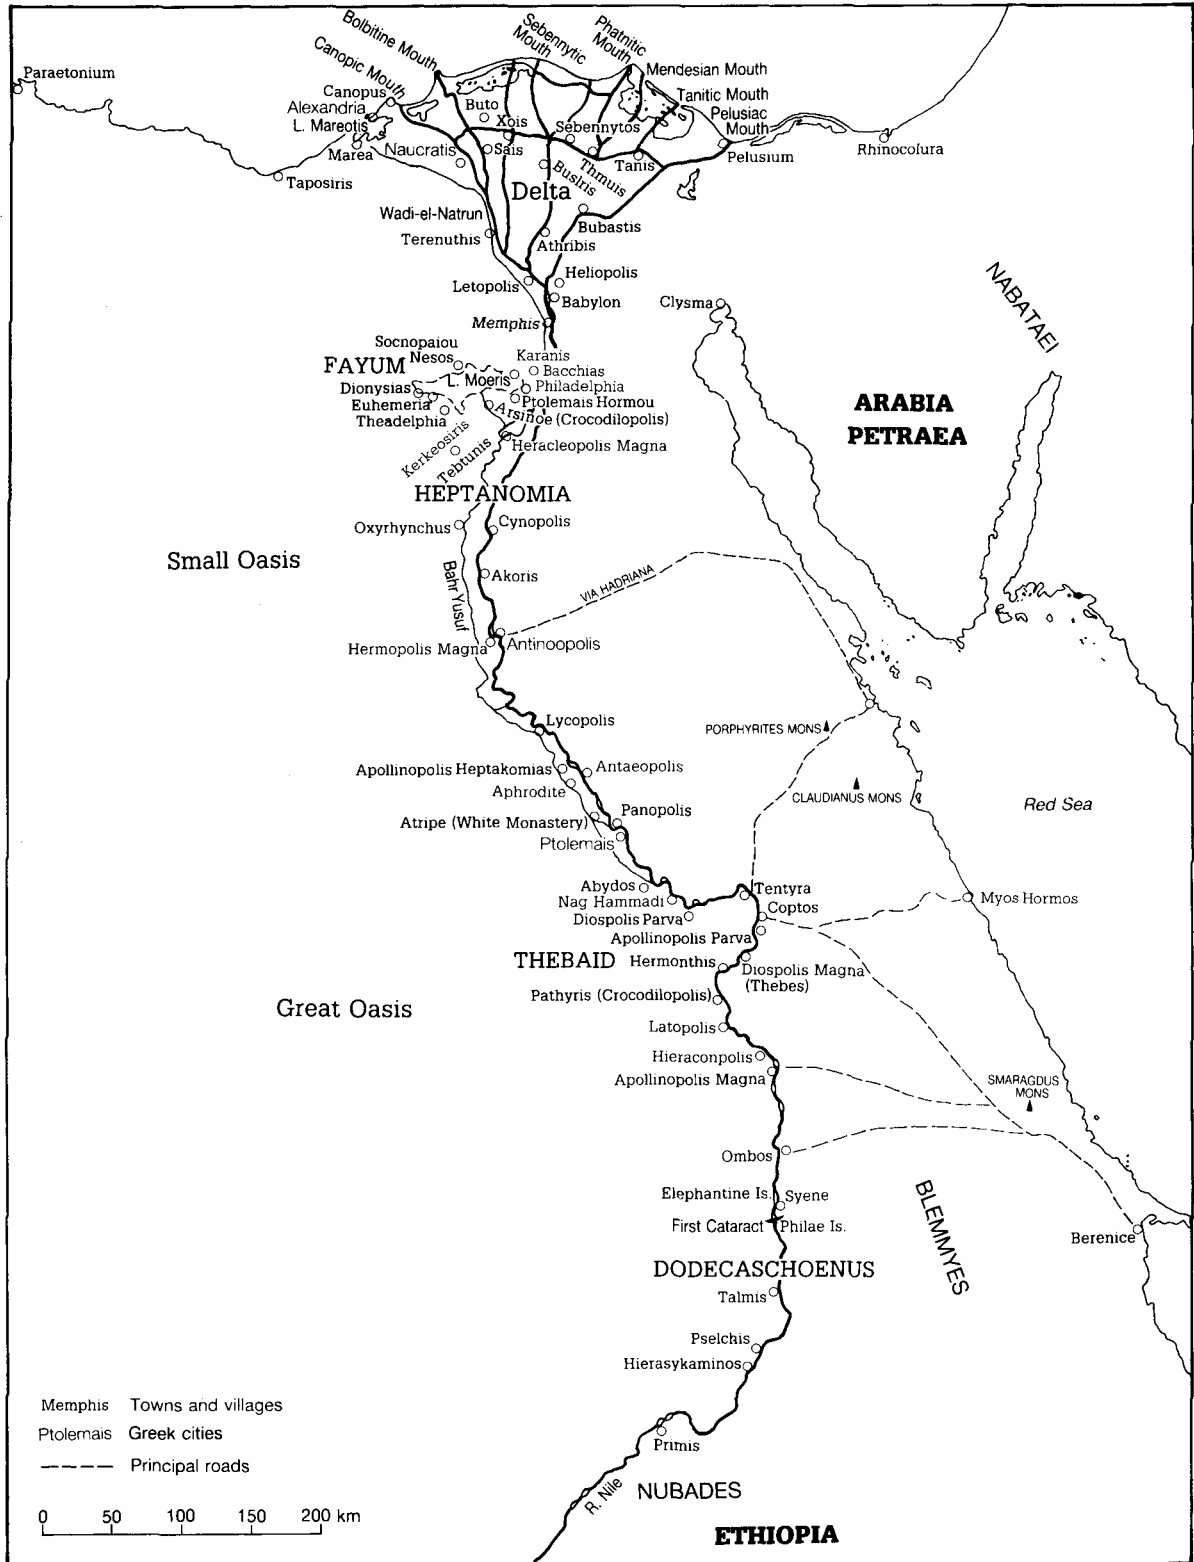 Bolbitine Mouth
Canopic Mouth
Sebennytic
Mouth
Phatnitic
Mouth
Mendesian Mouth
Tanitic Mouth
Pelusiac
Mouth
Paraetonium
Canopus
Alexandria
L. Mareotis
Marea
Taposiris
Buto
Xois
Sais
Naucratis
Sebennytos
Thmuis
Busiris
Tanis
Pelusium
Rhinocolura
Delta
Wadi-el-Natrun
Terenuthis
Bubastis
Athribis
Letopolis
Heliopolis
Babylon
Memphis
Clysma
NABATAEI
Socnopaiou
Nesos
FAYUM
Karanis
Bacchias
L. Moeris
Philadelphia
Dionysias
Euhemeria
Theadelphia
Ptolemais Hormou
Arsinoe (Crocodilopolis)
Kerkeosiris
Tebtunis
Heracleopolis Magna
ARABIA
PETRAEA
HEPTANOMIA
Oxyrhynchus
Cynopolis
Small Oasis
Bahr Yusuf
Akoris
VIA HADRIANA
Hermopolis Magna
Antinoopolis
Lycopolis
PORPHYRITES MONS
Apollinopolis Heptakomias
Antaeopolis
Aphrodite
CLAUDIANUS MONS
Red Sea
Atripe (White Monastery)
Panopolis
Ptolemais
Abydos
Nag Hammadi
Diospolis Parva
Tentyra
Coptos
Myos Hormos
Apollinopolis Parva
THEBAID
Hermonthis
Diospolis Magna
(Thebes)
Pathyris (Crocodilopolis)
Great Oasis
Latopolis
Hieraconpolis
Apollinopolis Magna
SMARAGDUS
MONS
Ombos
Elephantine Is.
Syene
First Cataract
Philae Is.
BLEMMYES
Berenice
DODECASCHOENUS
Talmis
Pselchis
Hierasykaminos
Primis
R. Nile
NUBADES
ETHIOPIA
Memphis Towns and villages
Ptolemais Greek cities
Principal roads
0 50 100 150 200 km